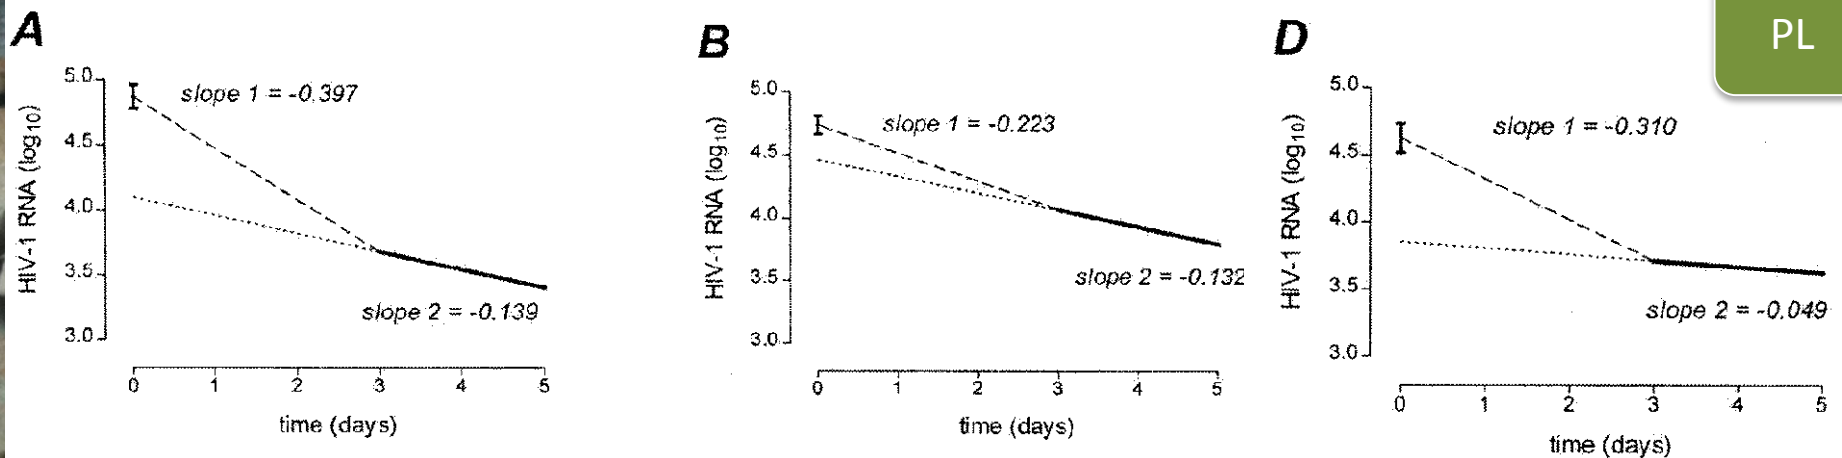 A
HIV-1 RNA (log10)
5.0
4.5
4.0
3.5
3.0
slope 1 = -0.397
slope 2 = -0.139
0 1 2 3 4 5
time (days)
B
HIV-1 RNA (log10)
5.0
4.5
4.0
3.5
3.0
slope 1 = -0.223
slope 2 = -0.132
0 1 2 3 4 5
time (days)
D
HIV-1 RNA (log10)
5.0
4.5
4.0
3.5
3.0
slope 1 = -0.310
slope 2 = -0.049
0 1 2 3 4 5
time (days)
PL